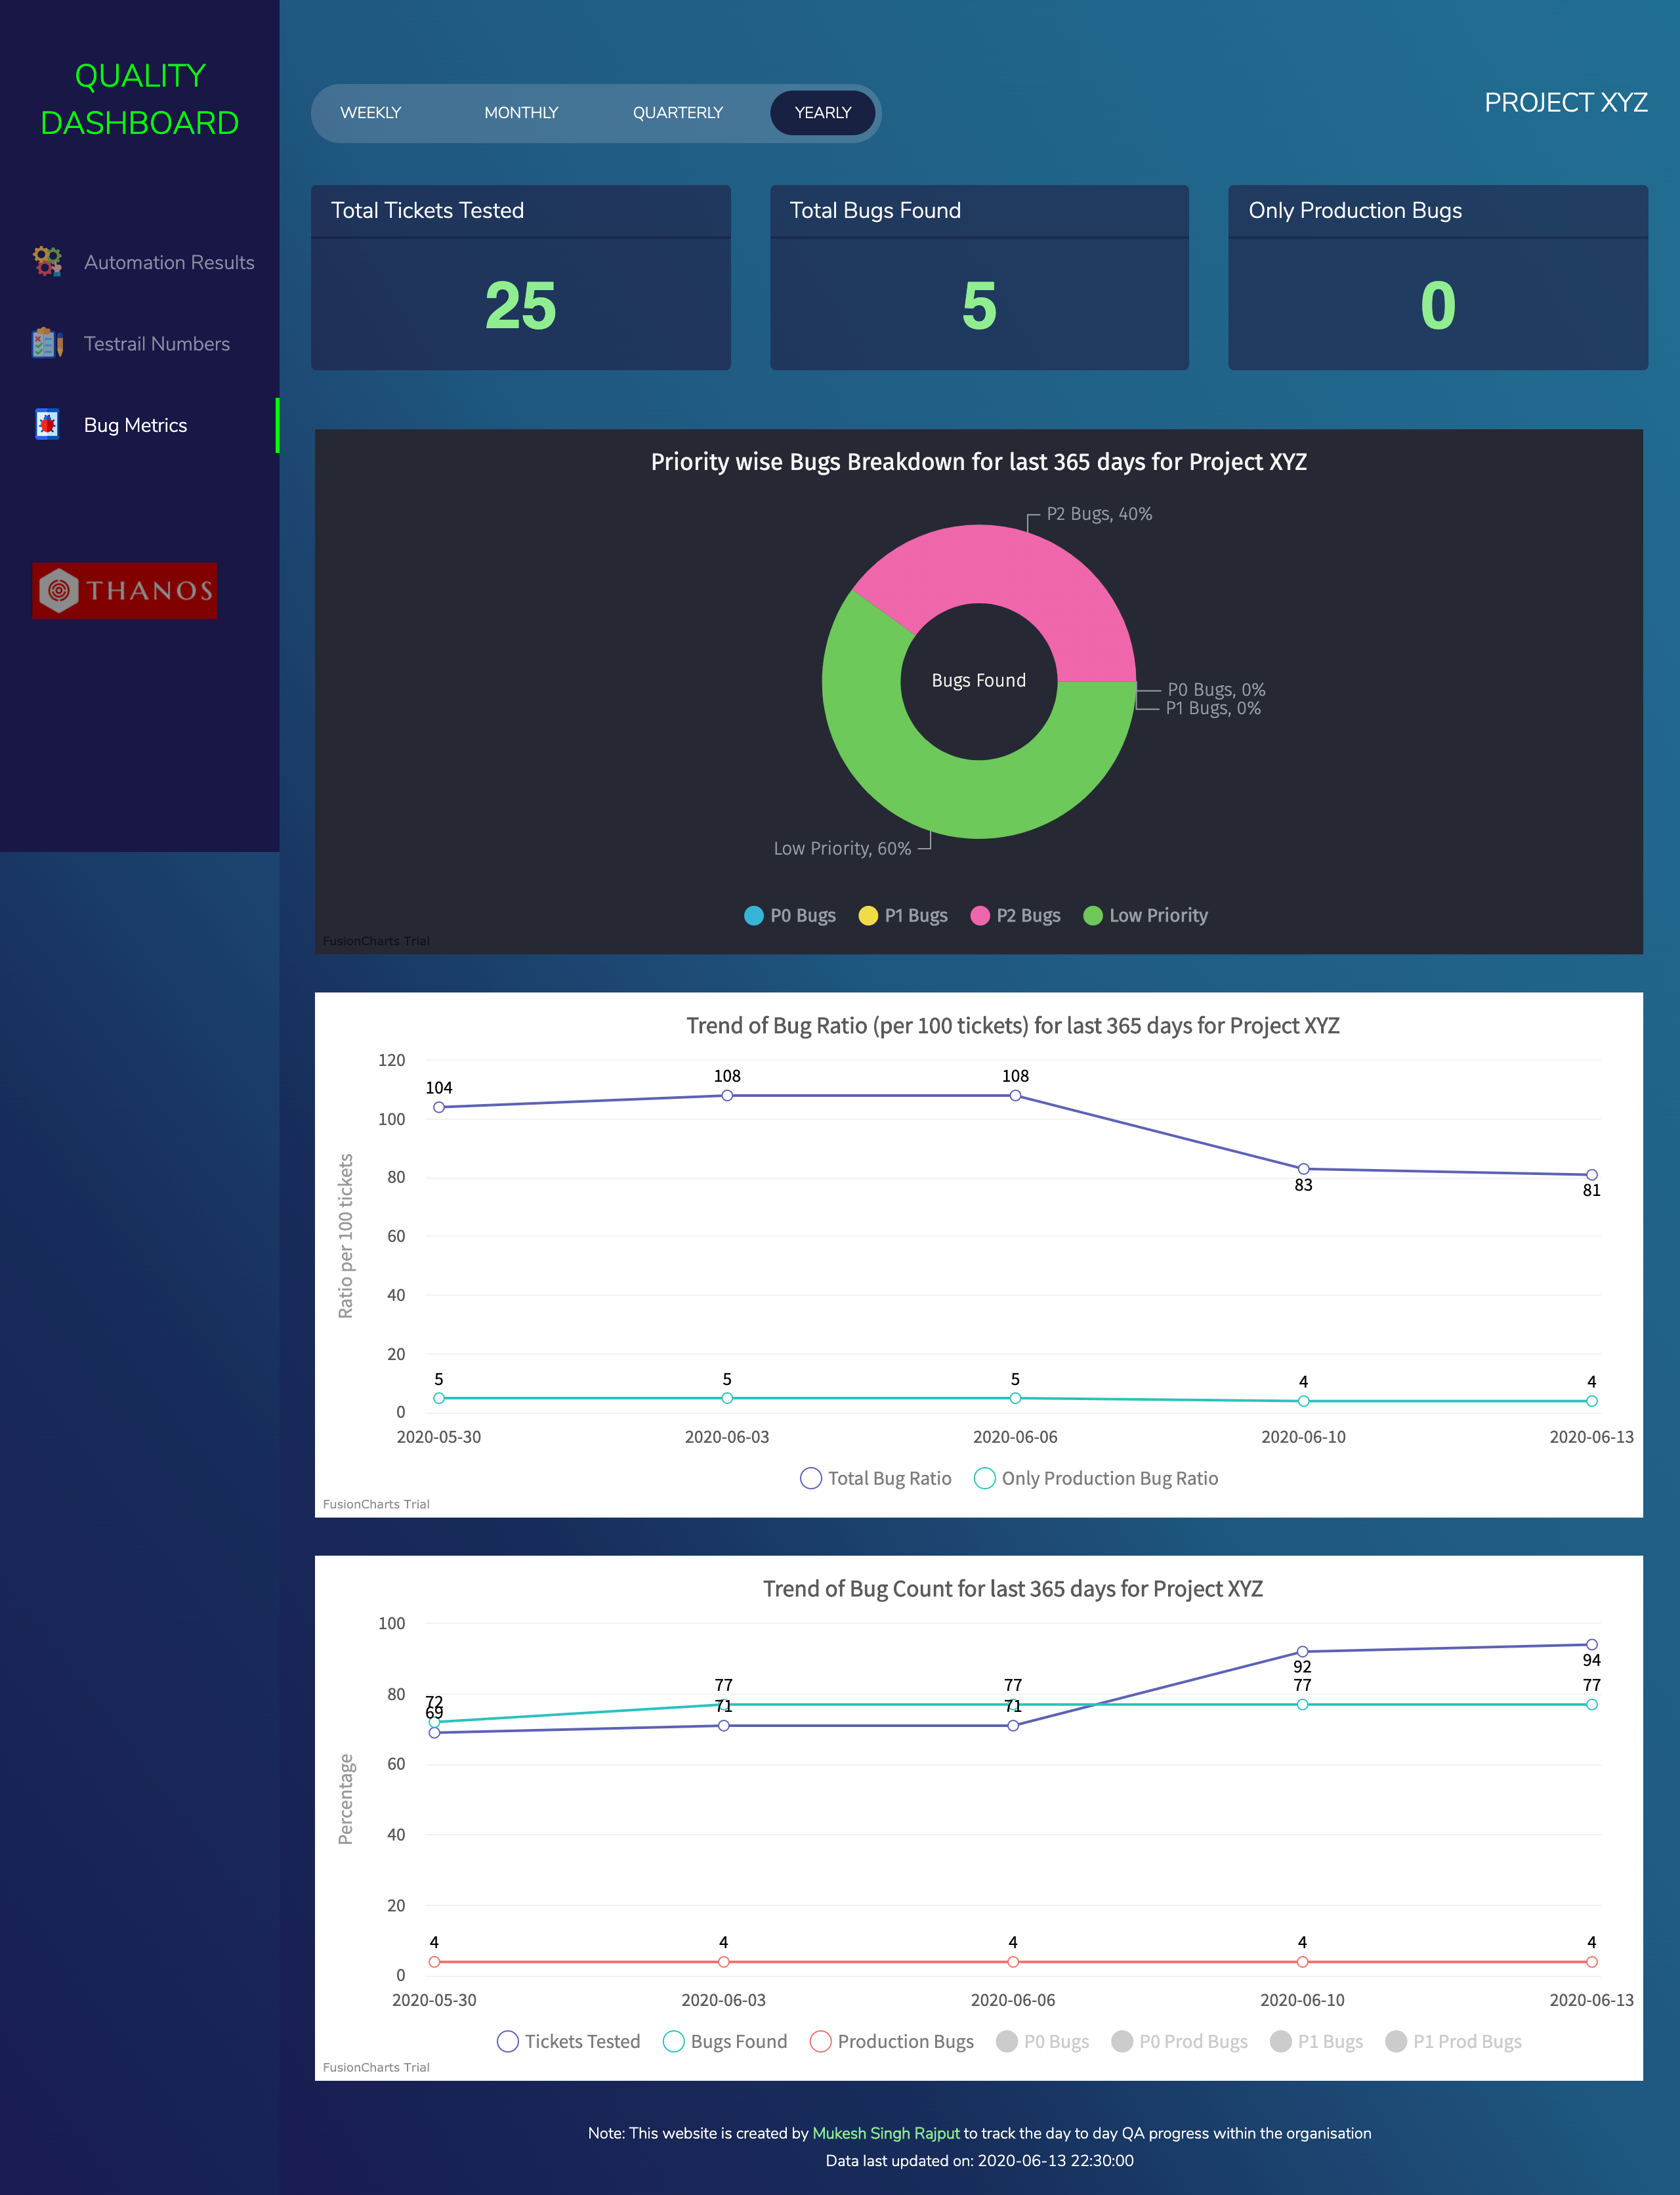 QUALITY
DASHBOARD
Automation Results
Testrail Numbers
Bug Metrics
THANOS
WEEKLY MONTHLY QUARTERLY YEARLY
PROJECT XYZ
Total Tickets Tested
25
Total Bugs Found
5
Only Production Bugs
0
Priority wise Bugs Breakdown for last 365 days for Project XYZ
P2 Bugs, 40%
Bugs Found
P0 Bugs, 0%
P1 Bugs, 0%
Low Priority, 60%
P0 Bugs P1 Bugs P2 Bugs Low Priority
FusionCharts Trial
Trend of Bug Ratio (per 100 tickets) for last 365 days for Project XYZ
Ratio per 100 tickets
120
100
80
60
40
20
0
104 108 108 83 81
5 5 5 4 4
2020-05-30 2020-06-03 2020-06-06 2020-06-10 2020-06-13
Total Bug Ratio Only Production Bug Ratio
FusionCharts Trial
Trend of Bug Count for last 365 days for Project XYZ
Percentage
100
80
60
40
20
0
69 71 71 92 94
72 77 77 77 77
4 4 4 4 4
2020-05-30 2020-06-03 2020-06-06 2020-06-10 2020-06-13
Tickets Tested Bugs Found Production Bugs P0 Bugs P0 Prod Bugs P1 Bugs P1 Prod Bugs
FusionCharts Trial
Note: This website is created by Mukesh Singh Rajput to track the day to day QA progress within the organisation
Data last updated on: 2020-06-13 22:30:00